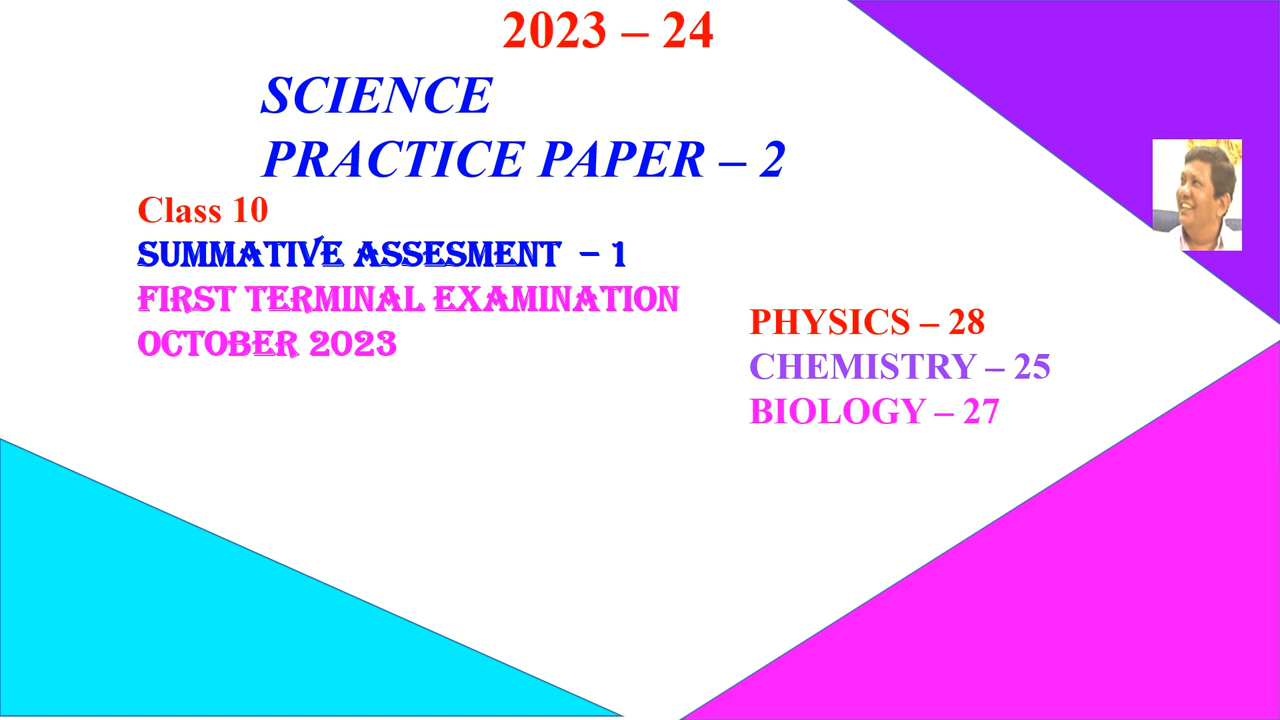 2023 – 24
SCIENCE
PRACTICE PAPER – 2
Class 10
SUMMATIVE ASSESMENT – 1
FIRST TERMINAL EXAMINATION
OCTOBER 2023
PHYSICS – 28
CHEMISTRY – 25
BIOLOGY – 27